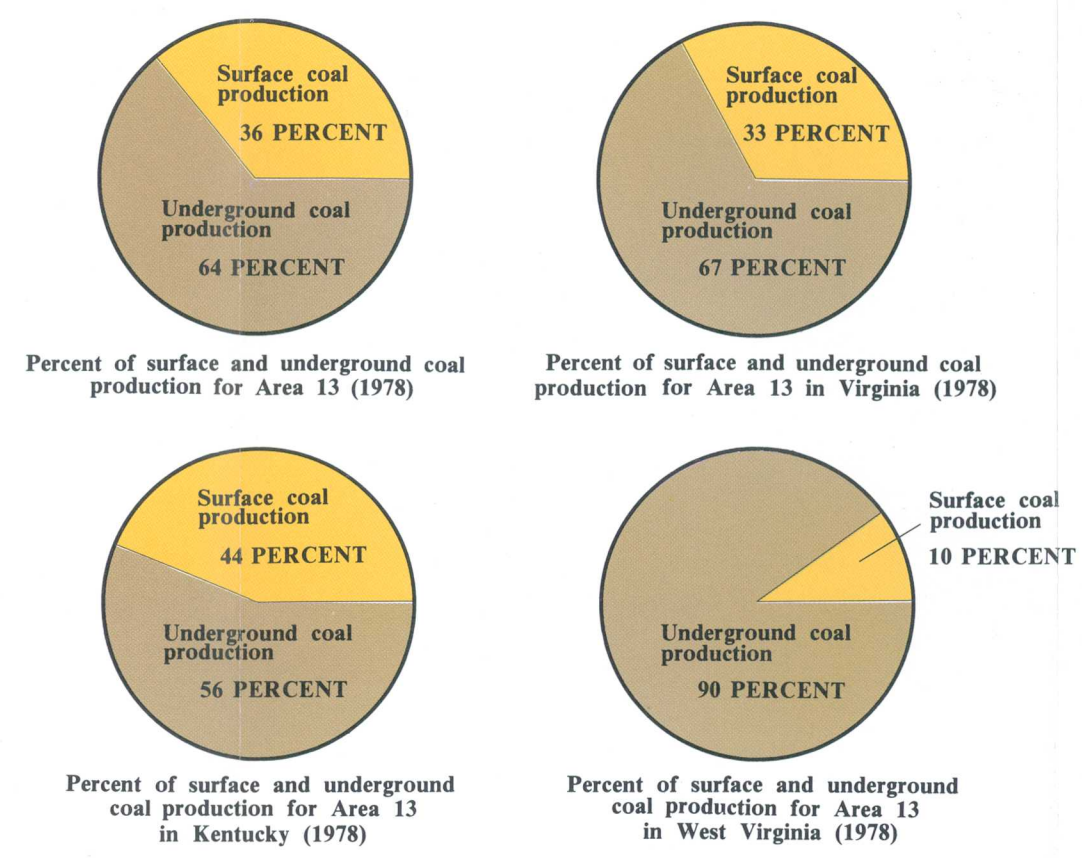 Surface coal
production
36 PERCENT
Underground coal
production
64 PERCENT
Percent of surface and underground coal
production for Area 13 (1978)
Surface coal
production
33 PERCENT
Underground coal
production
67 PERCENT
Percent of surface and underground coal
production for Area 13 in Virginia (1978)
Surface coal
production
44 PERCENT
Underground coal
production
56 PERCENT
Percent of surface and underground
coal production for Area 13
in Kentucky (1978)
Surface coal
production
10 PERCENT
Underground coal
production
90 PERCENT
Percent of surface and underground
coal production for Area 13
in West Virginia (1978)